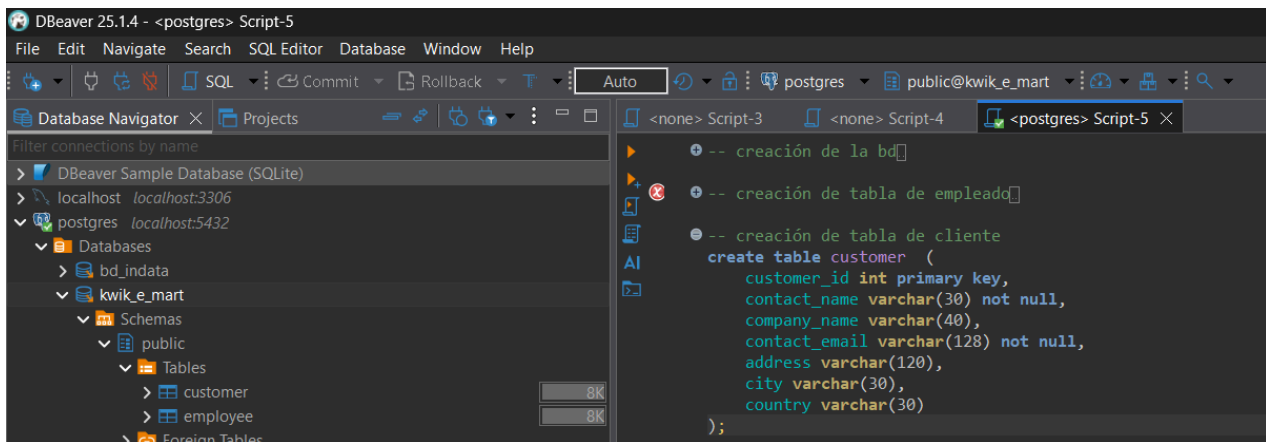 DBeaver 25.1.4 - <postgres> Script-5
File Edit Navigate Search SQL Editor Database Window Help
SQL Commit Rollback T Auto postgres public@kwik_e_mart
Database Navigator Projects
<none> Script-3 <none> Script-4 <postgres> Script-5
Filter connections by name
DBeaver Sample Database (SQLite)
localhost localhost:3306
postgres localhost:5432
Databases
bd_indata
kwik_e_mart
Schemas
public
Tables
customer 8K
employee 8K
Foreign Tables
AI
-- creación de la bd
-- creación de tabla de empleado
-- creación de tabla de cliente
create table customer (
customer_id int primary key,
contact_name varchar(30) not null,
company_name varchar(40),
contact_email varchar(128) not null,
address varchar(120),
city varchar(30),
country varchar(30)
);